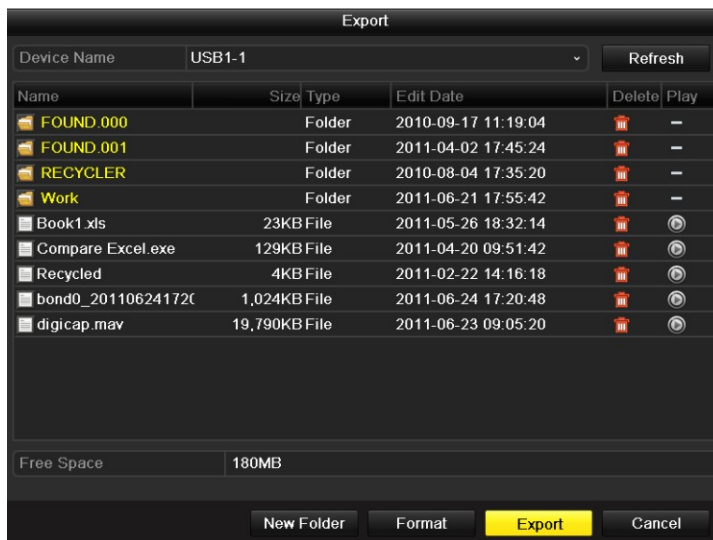 Export
Device Name USB1-1 Refresh
Name Size Type Edit Date Delete Play
FOUND.000 Folder 2010-09-17 11:19:04 –
FOUND.001 Folder 2011-04-02 17:45:24 –
RECYCLER Folder 2010-08-04 17:35:20 –
Work Folder 2011-06-21 17:55:42 –
Book1.xls 23KB File 2011-05-26 18:32:14
Compare Excel.exe 129KB File 2011-04-20 09:51:42
Recycled 4KB File 2011-02-22 14:16:18
bond0_201106241720 1,024KB File 2011-06-24 17:20:48
digicap.mav 19,790KB File 2011-06-23 09:05:20
Free Space 180MB
New Folder Format Export Cancel